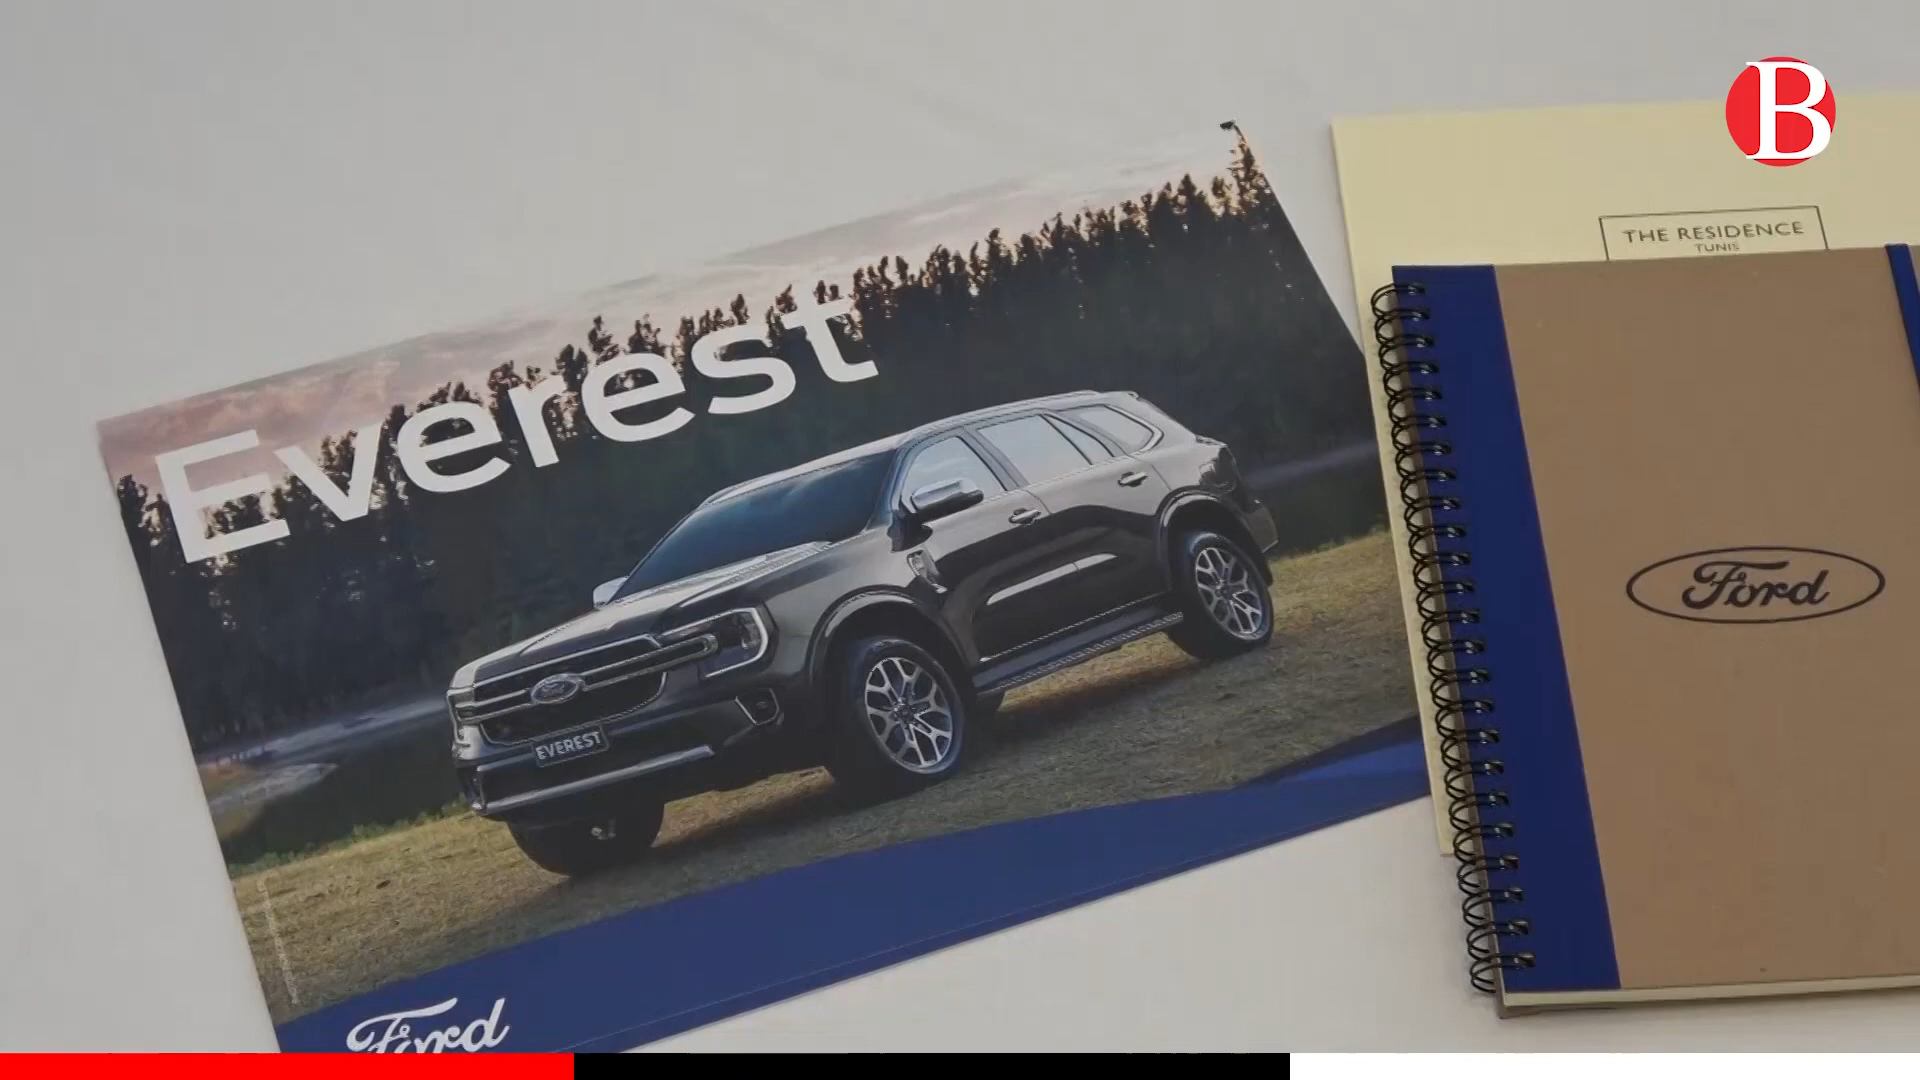 B
THE RESIDENCE
TUNIS
Everest
EVEREST
Ford
Ford